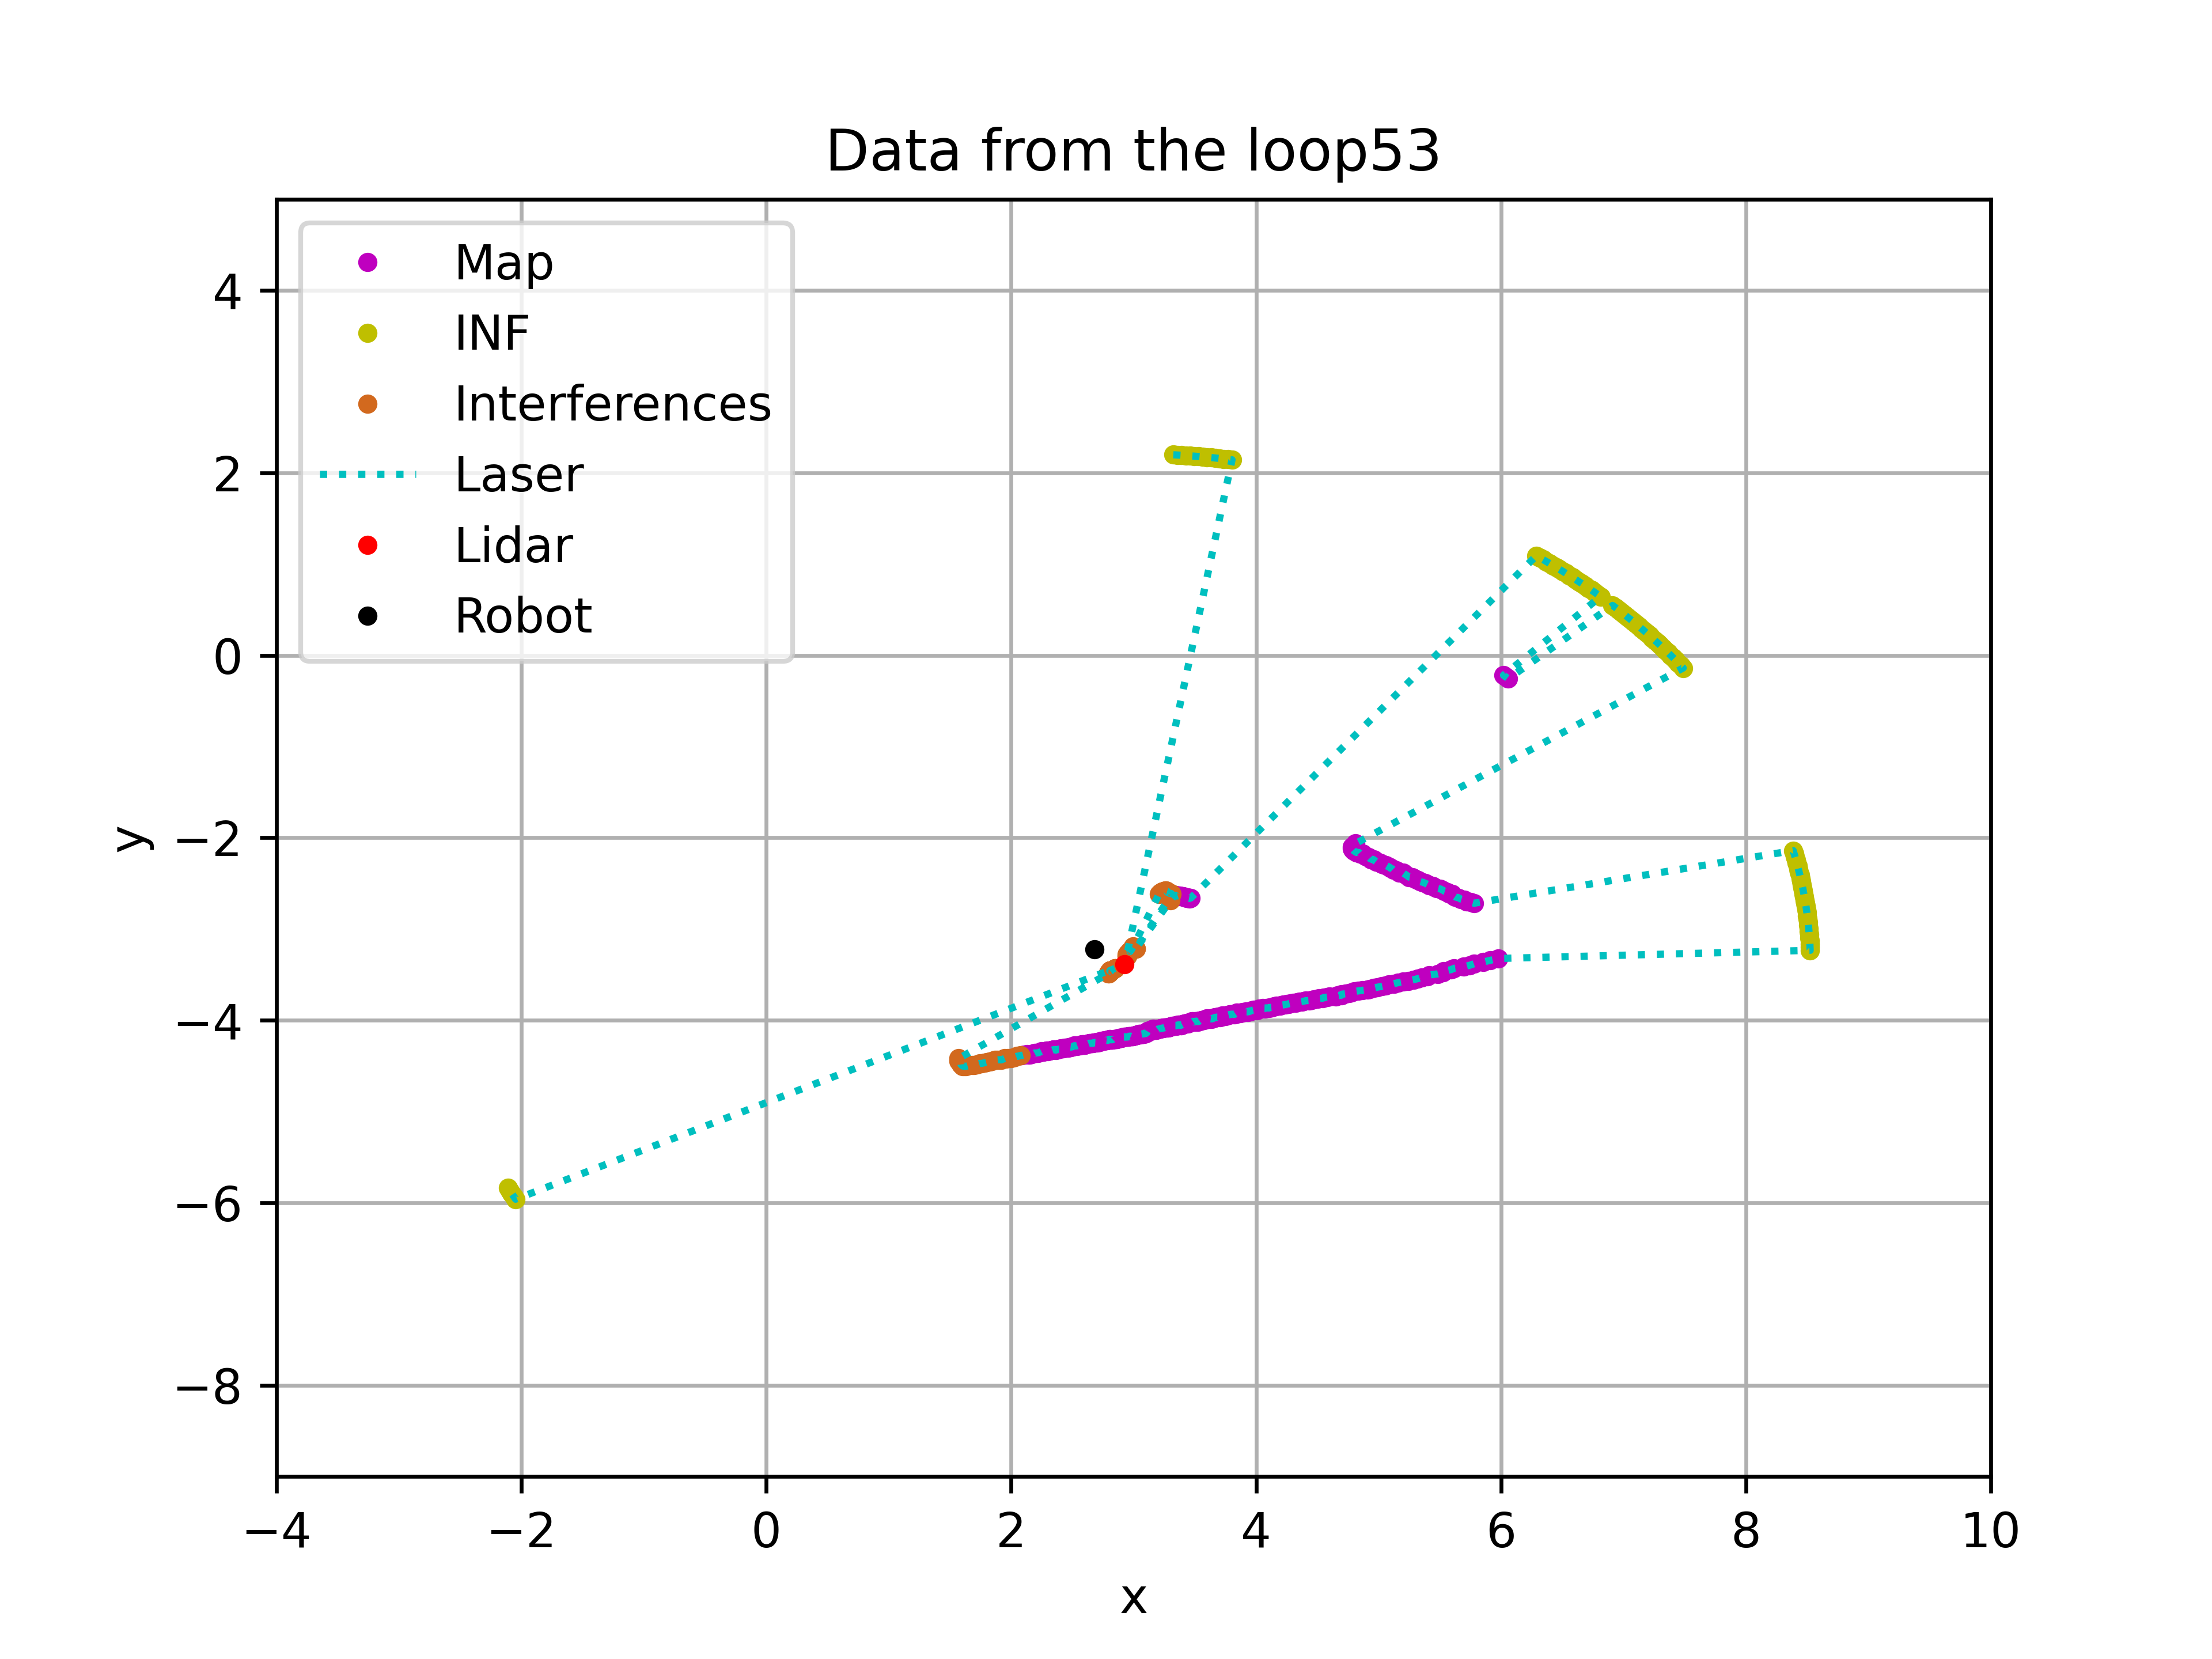 Data from the loop53
Map
INF
Interferences
Laser
Lidar
Robot
4
2
0
−2
−4
−6
−8
y
−4 −2 0 2 4 6 8 10
x